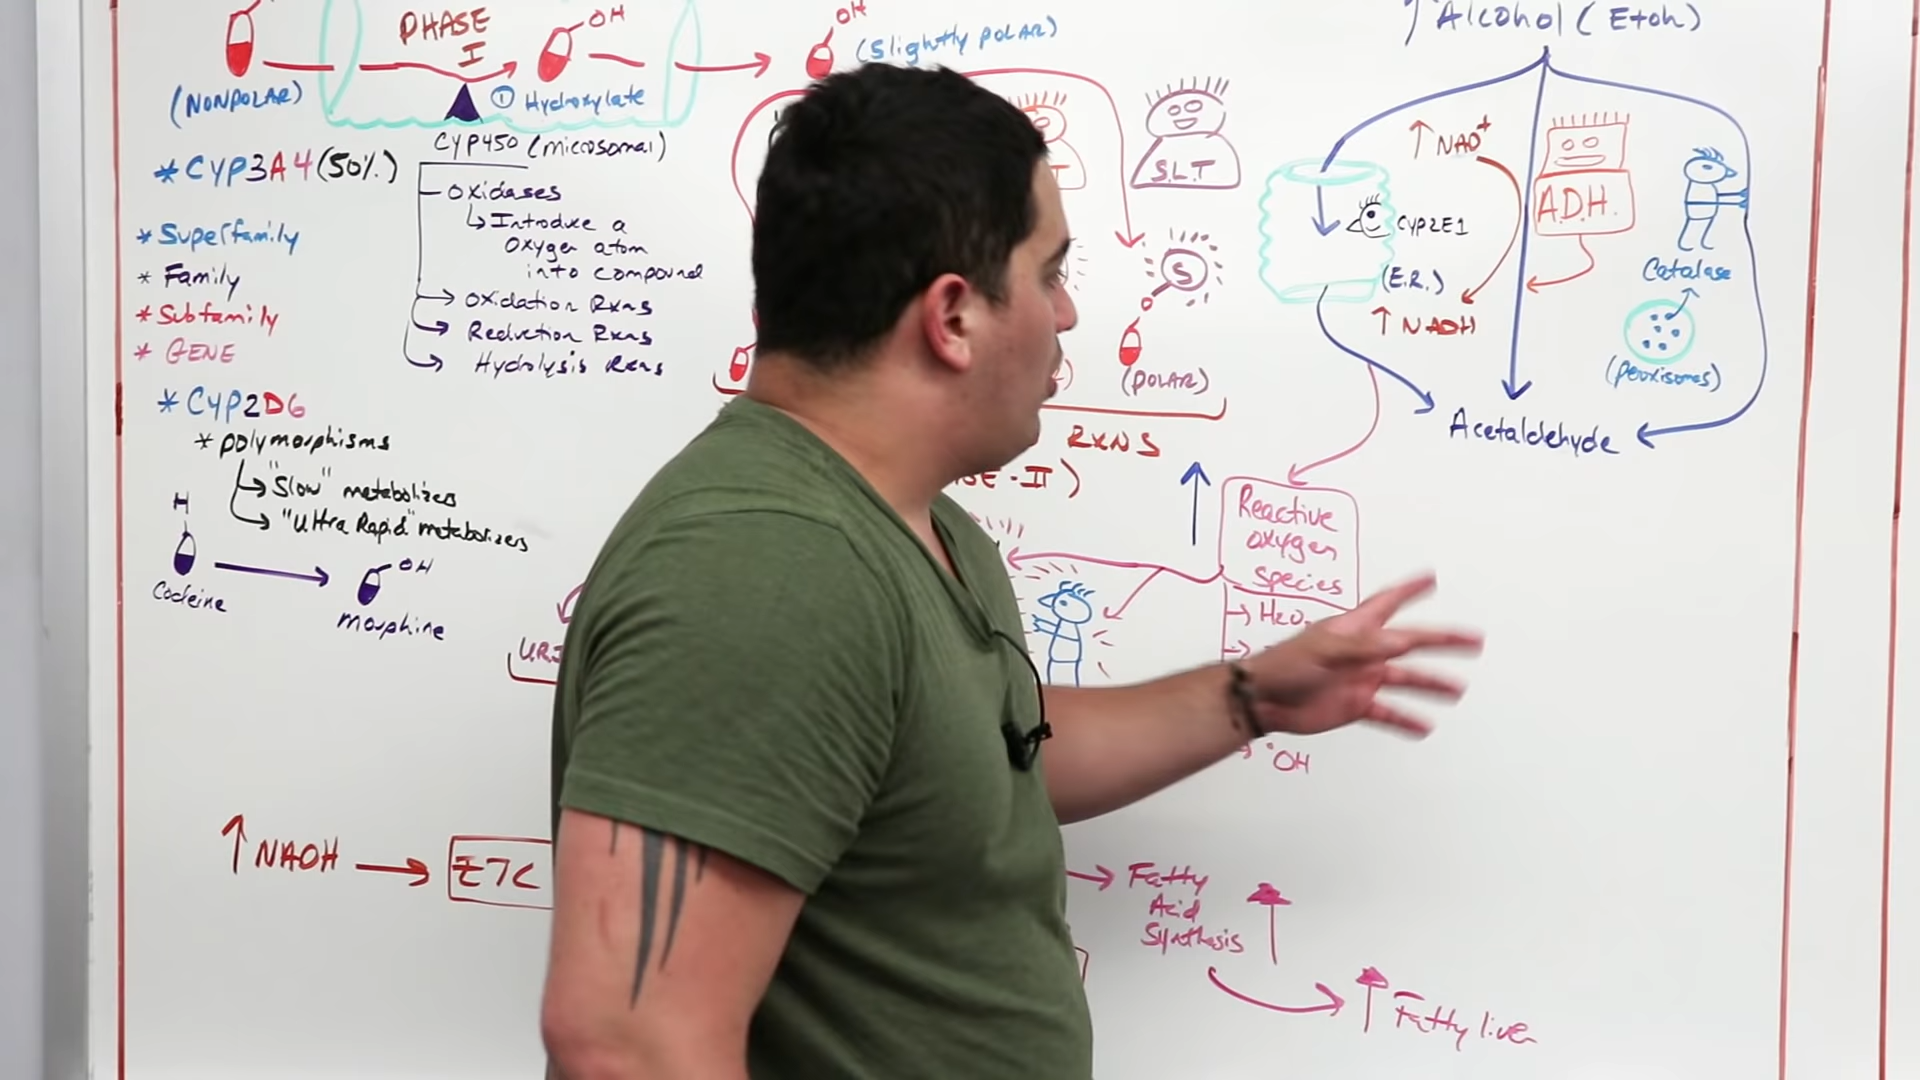 PHASE
I
OH
OH
(Slightly POLAR)
(NONPOLAR)
① Hydroxylate
CYP450 (microsomal)
* CYP3A4 (50%)
* Superfamily
* Family
* Subfamily
* GENE
Oxidases
↳ Introduce a
Oxygen atom
into compound
→ Oxidation Rxns
→ Reduction Rxns
→ Hydrolysis Rxns
* CYP2D6
* polymorphisms
→ "Slow" metabolizers
→ "Ultra Rapid" metabolizers
H
Codeine
OH
morphine
T
S.L.T
S
(POLAR)
RXNS
-II)
↑ Alcohol (Etoh)
↑ NAD+
A.D.H.
CYP2E1
(E.R.)
↑ NADH
Catalase
(peroxisomes)
Acetaldehyde
Reactive
oxygen
Species
→ °OH
↑ NADH → ETC
→ Fatty
Acid
Synthesis ↑
↑ Fatty liver